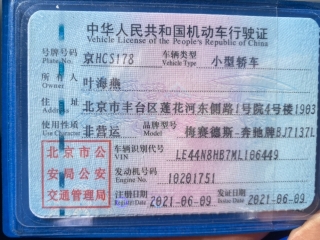 中华人民共和国机动车行驶证
Vehicle License of the People's Republic of China
号牌号码 京HCS178 车辆类型 小型轿车
Plate No. Vehicle Type
所有人 叶海燕
Owner
住址 北京市丰台区莲花河东侧路1号院4号楼1903
Address
使用性质 非营运 品牌型号 梅赛德斯-奔驰牌BJ7137L
Use Character Model
北京市公 车辆识别代号 LE44N8HB7ML106449
VIN
安局公安 发动机号码 10201751
Engine No.
交通管理局 注册日期 2021-06-09 发证日期 2021-06-09
Register Date Issue Date